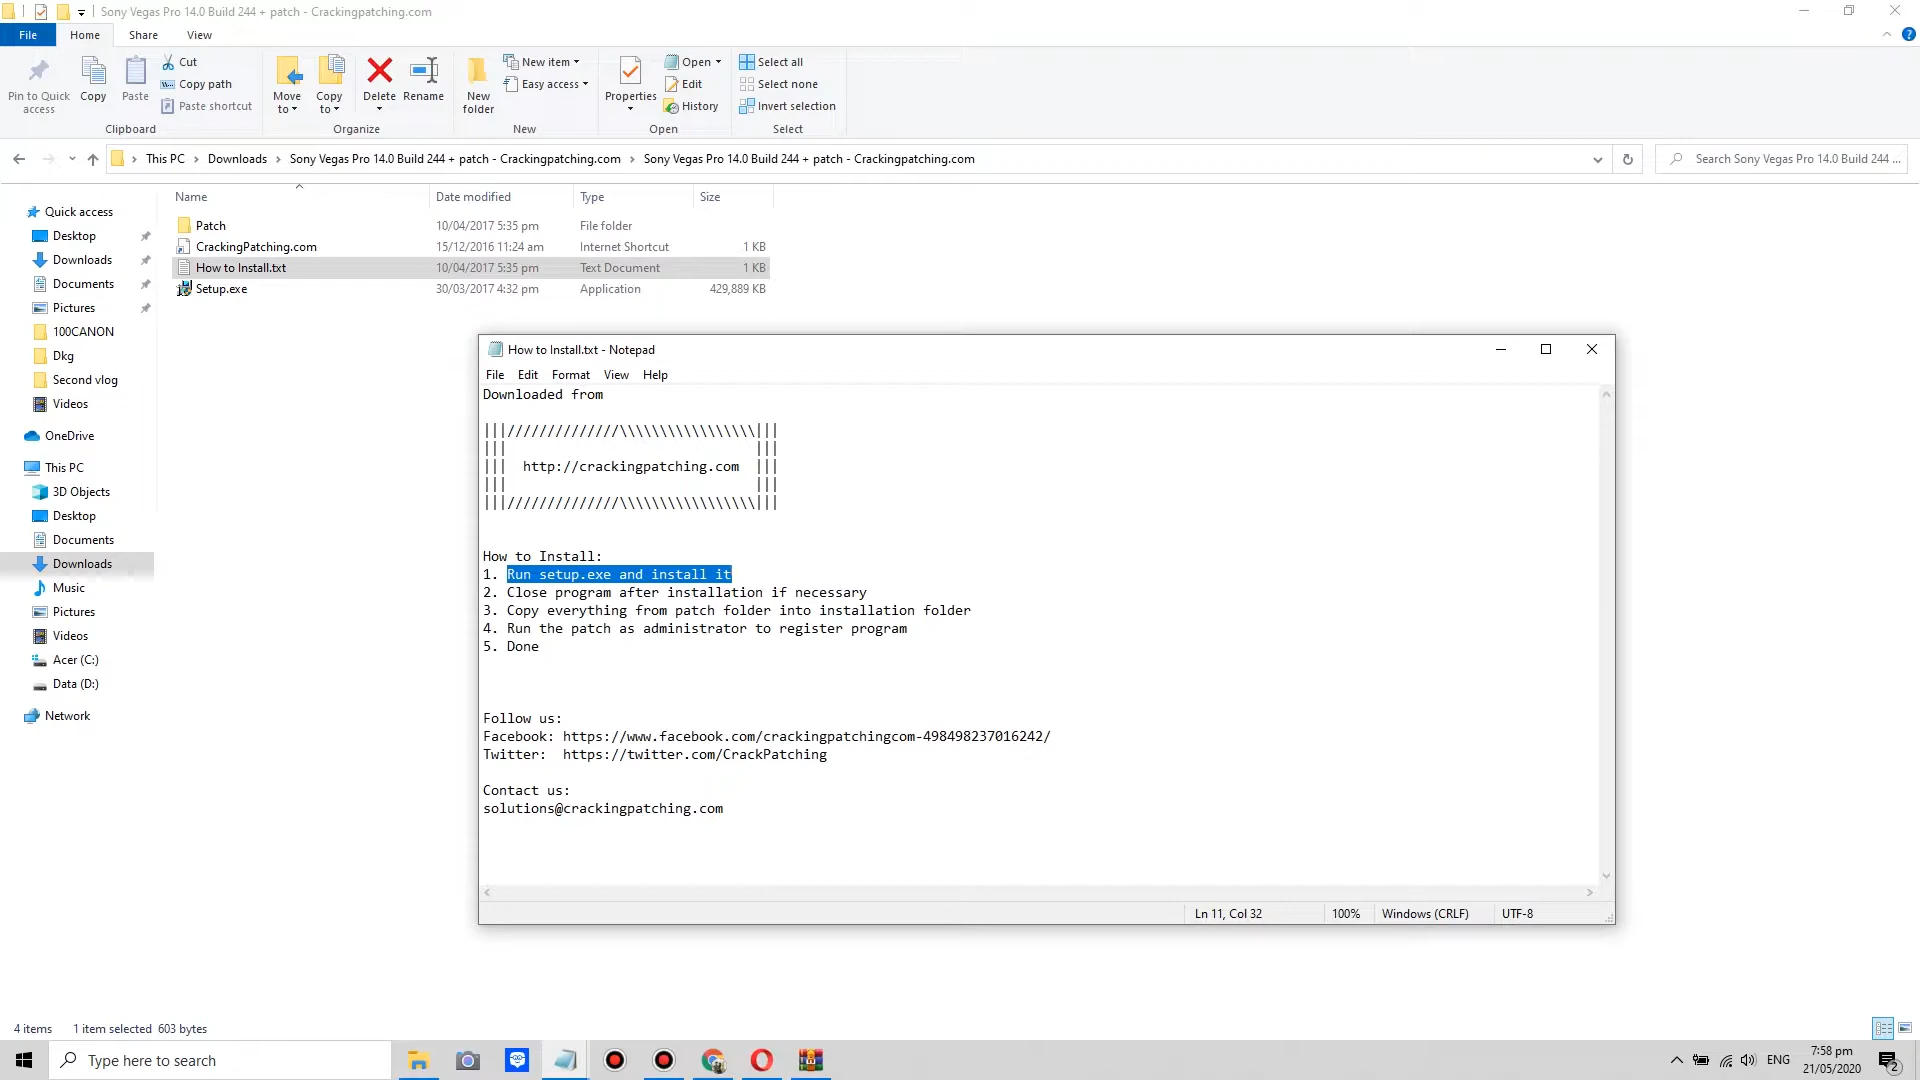 Sony Vegas Pro 14.0 Build 244 + patch - Crackingpatching.com
File
Home
Share
View
Pin to Quick access
Copy
Paste
Cut
Copy path
Paste shortcut
Clipboard
Move to
Copy to
Delete
Rename
Organize
New folder
New item
Easy access
New
Properties
Open
Edit
History
Open
Select all
Select none
Invert selection
Select
This PC
Downloads
Sony Vegas Pro 14.0 Build 244 + patch - Crackingpatching.com
Sony Vegas Pro 14.0 Build 244 + patch - Crackingpatching.com
Search Sony Vegas Pro 14.0 Build 244 ...
Name
Date modified
Type
Size
Patch
10/04/2017 5:35 pm
File folder
CrackingPatching.com
15/12/2016 11:24 am
Internet Shortcut
1 KB
How to Install.txt
10/04/2017 5:35 pm
Text Document
1 KB
Setup.exe
30/03/2017 4:32 pm
Application
429,889 KB
Quick access
Desktop
Downloads
Documents
Pictures
100CANON
Dkg
Second vlog
Videos
OneDrive
This PC
3D Objects
Desktop
Documents
Downloads
Music
Pictures
Videos
Acer (C:)
Data (D:)
Network
How to Install.txt - Notepad
File
Edit
Format
View
Help
Downloaded from
|||//////////////\\\\\\\\\\\\\\\\\|||
|||                               |||
|||  http://crackingpatching.com  |||
|||                               |||
|||//////////////\\\\\\\\\\\\\\\\\|||
How to Install:
1. Run setup.exe and install it
2. Close program after installation if necessary
3. Copy everything from patch folder into installation folder
4. Run the patch as administrator to register program
5. Done
Follow us:
Facebook: https://www.facebook.com/crackingpatchingcom-498498237016242/
Twitter:  https://twitter.com/CrackPatching
Contact us:
solutions@crackingpatching.com
Ln 11, Col 32
100%
Windows (CRLF)
UTF-8
4 items
1 item selected 603 bytes
Type here to search
ENG
7:58 pm
21/05/2020
2